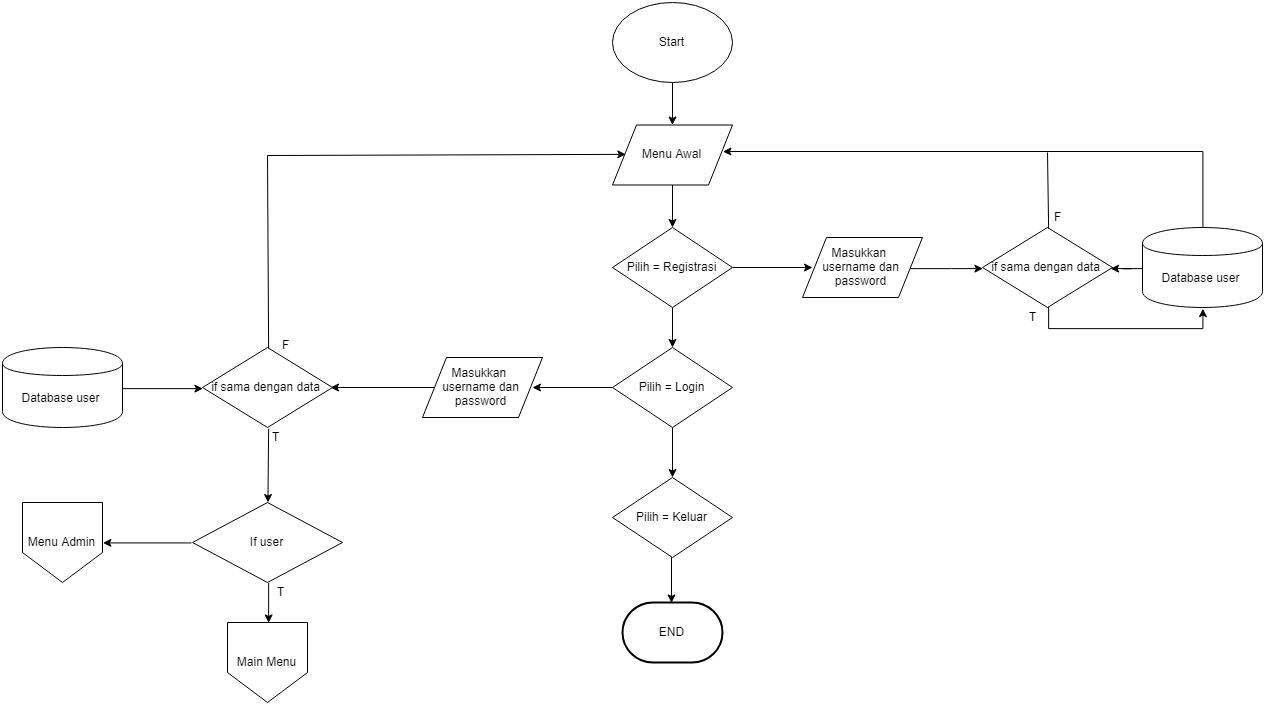 Start
Menu Awal
F
Pilih = Registrasi
Masukkan
username dan
password
if sama dengan data
Database user
T
F
Database user
if sama dengan data
Masukkan
username dan
password
Pilih = Login
T
Pilih = Keluar
Menu Admin
If user
T
END
Main Menu